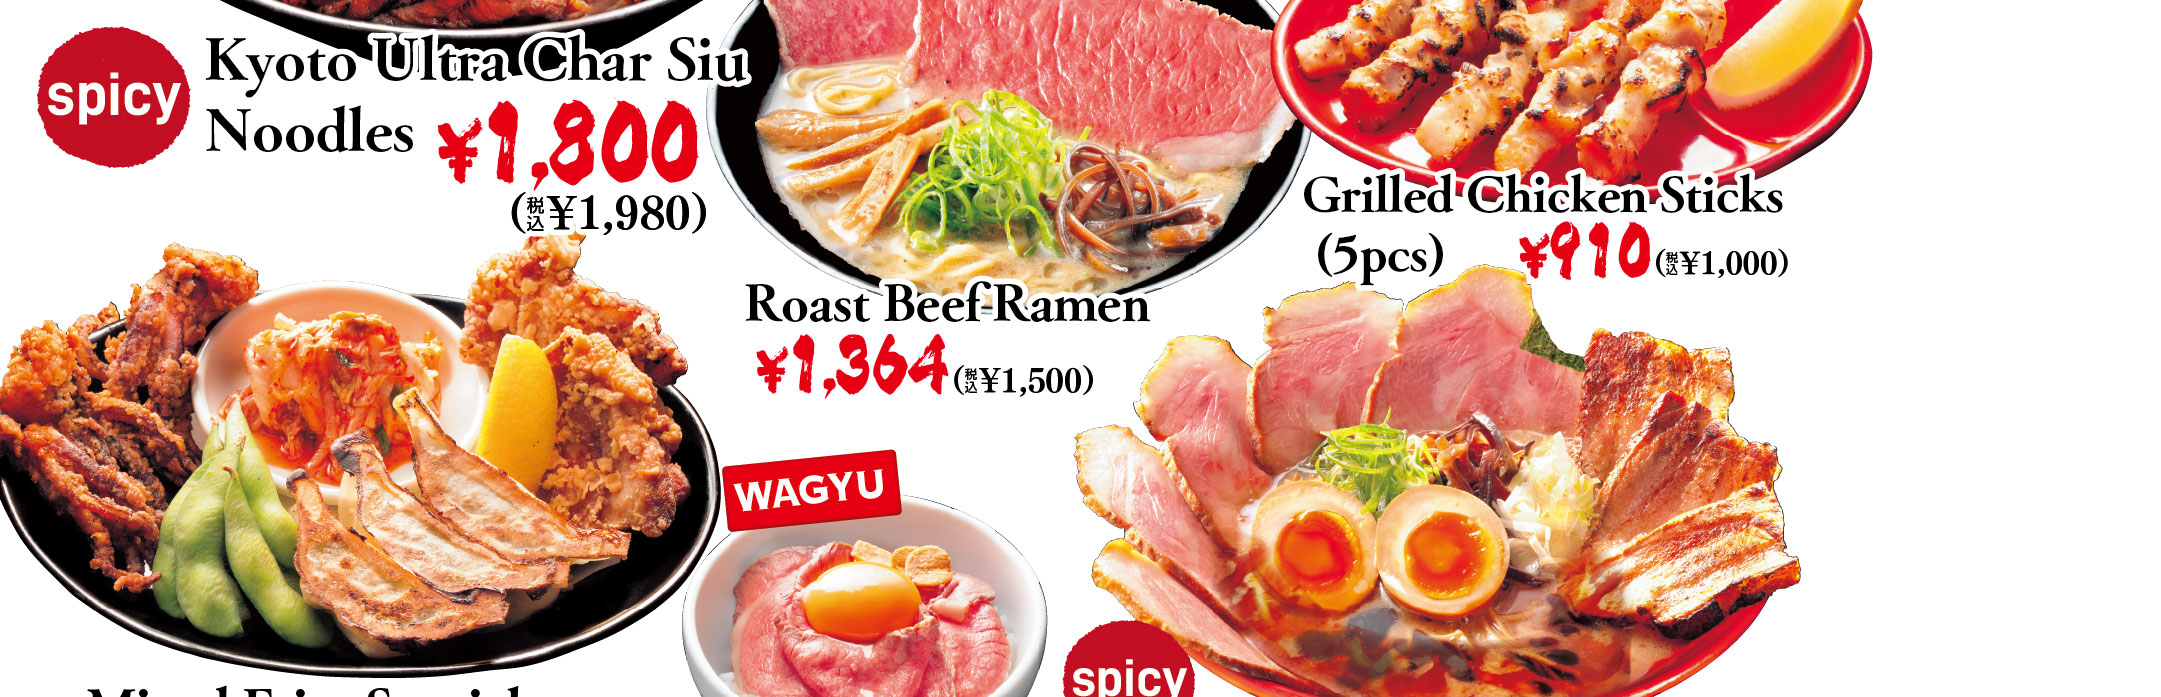 spicy
Kyoto Ultra Char Siu
Noodles ¥1,800
(税込¥1,980)
Grilled Chicken Sticks
(5pcs) ¥910 (税込¥1,000)
Roast Beef Ramen
¥1,364 (税込¥1,500)
WAGYU
spicy